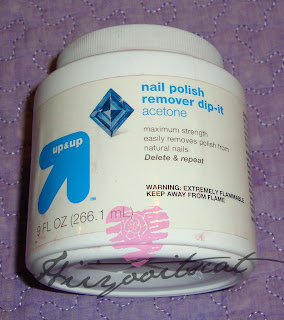 nail polish
remover dip-it
acetone
maximum strength
easily removes polish from
natural nails
Delete & repeat
up&up
WARNING: EXTREMELY FLAMMABLE
KEEP AWAY FROM FLAME
9 FL OZ (266.1 mL)